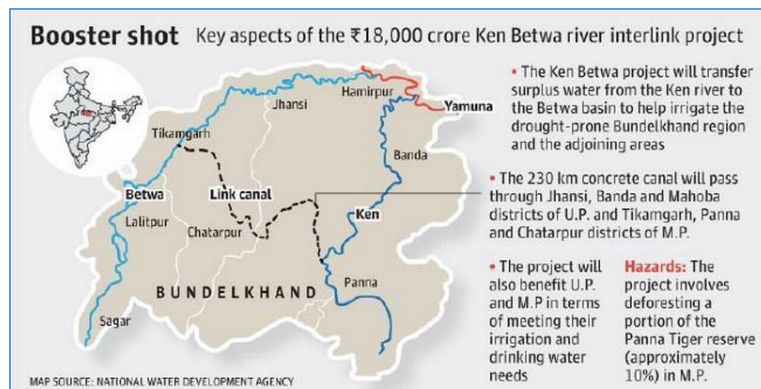 Booster shot Key aspects of the ₹18,000 crore Ken Betwa river interlink project
Hamirpur
Jhansi
Yamuna
Tikamgarh
Banda
Betwa
Link canal
Ken
Lalitpur
Chatarpur
Panna
BUNDELKHAND
Sagar
MAP SOURCE: NATIONAL WATER DEVELOPMENT AGENCY
• The Ken Betwa project will transfer
surplus water from the Ken river to
the Betwa basin to help irrigate the
drought-prone Bundelkhand region
and the adjoining areas
• The 230 km concrete canal will pass
through Jhansi, Banda and Mahoba
districts of U.P. and Tikamgarh, Panna
and Chatarpur districts of M.P.
• The project will
also benefit U.P.
and M.P in terms
of meeting their
irrigation and
drinking water
needs
Hazards: The
project involves
deforesting a
portion of the
Panna Tiger reserve
(approximately
10%) in M.P.